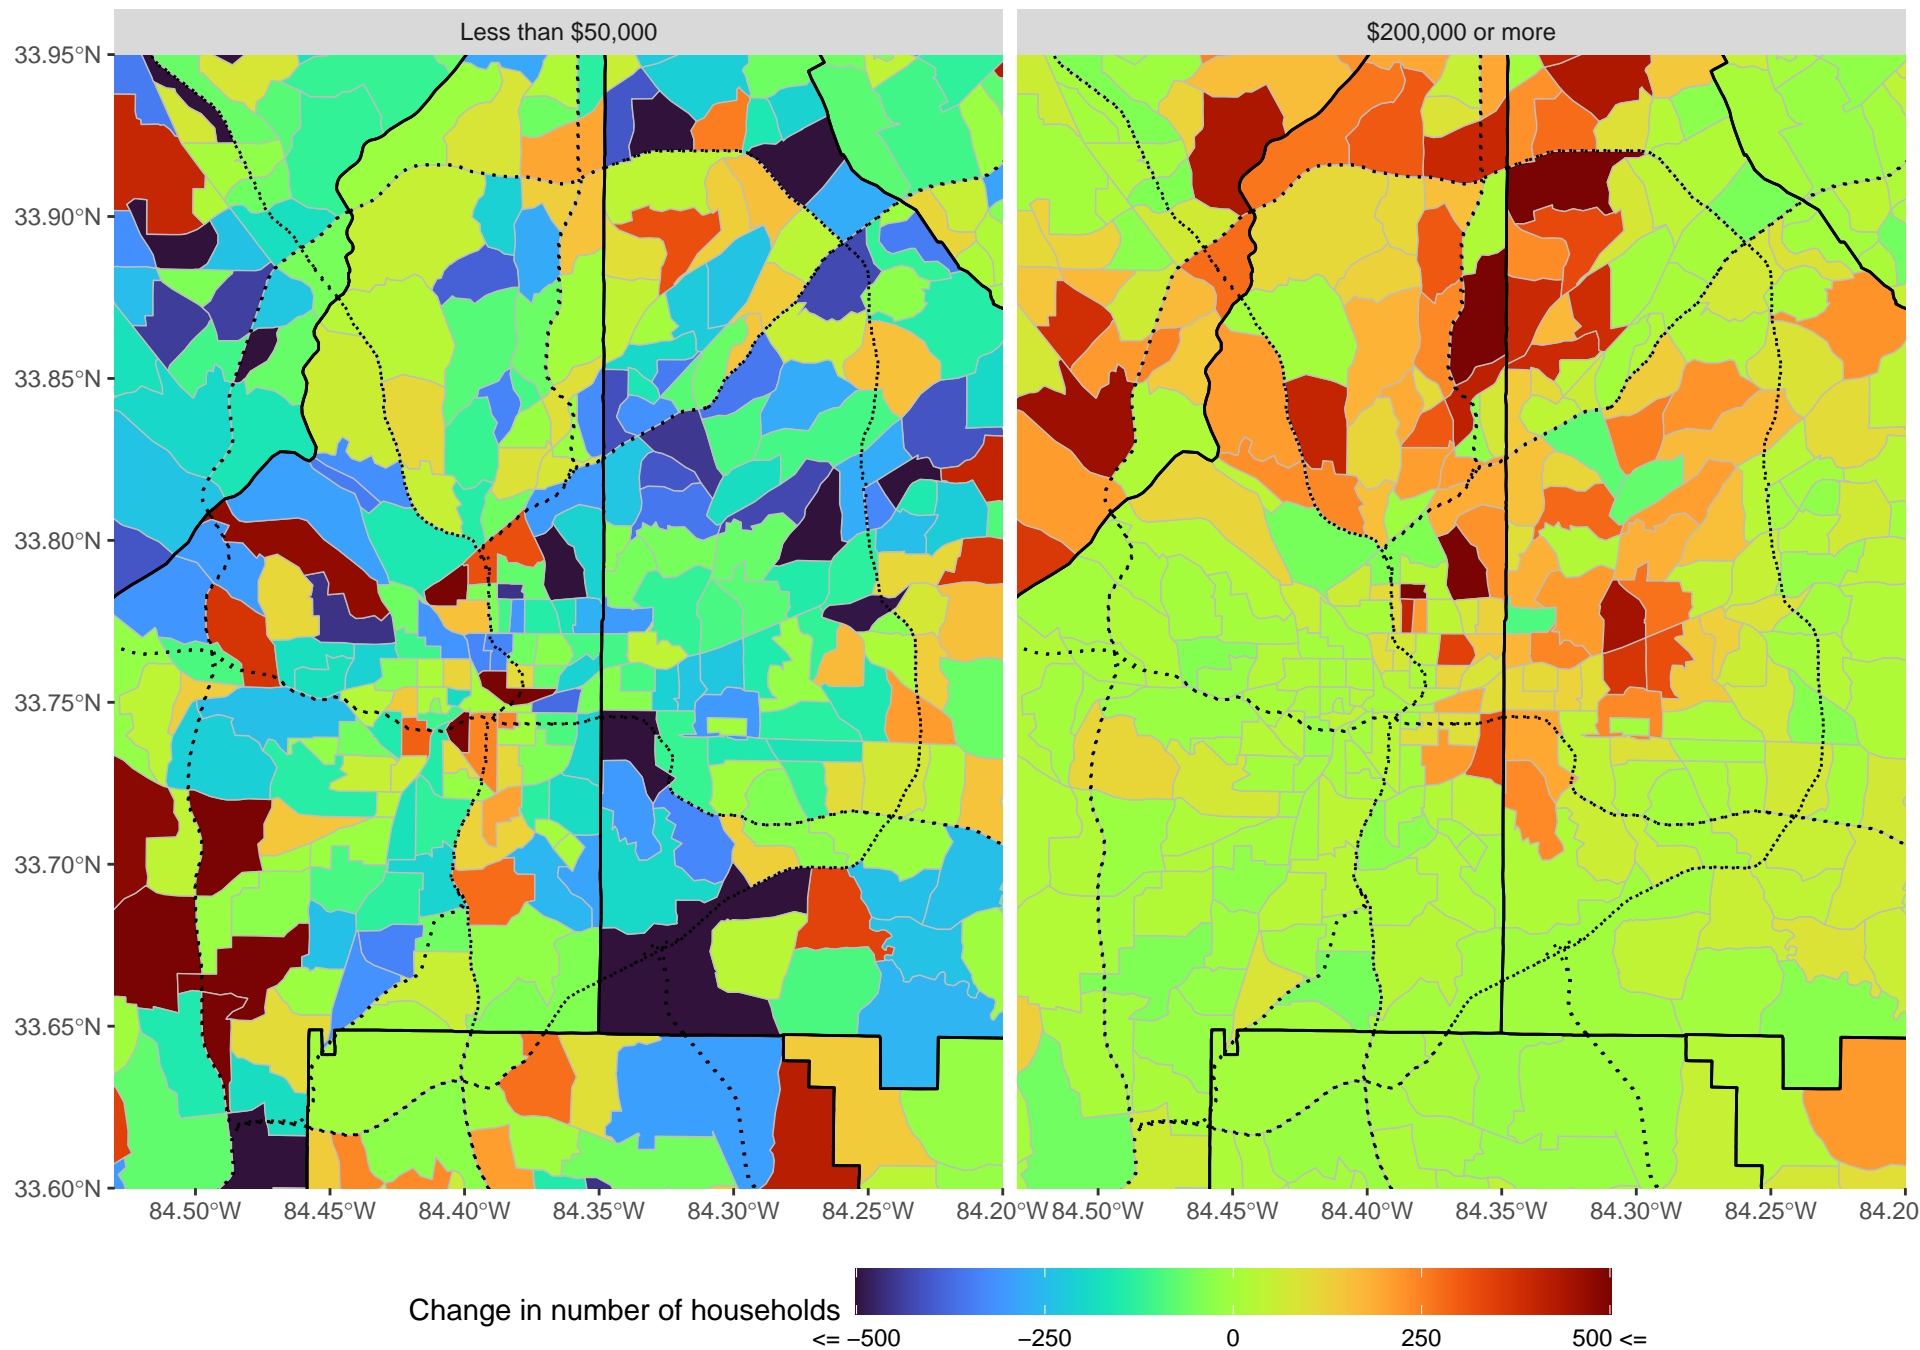 Less than $50,000
$200,000 or more
33.95°N
33.90°N
33.85°N
33.80°N
33.75°N
33.70°N
33.65°N
33.60°N
84.50°W 84.45°W 84.40°W 84.35°W 84.30°W 84.25°W 84.20°W 84.50°W 84.45°W 84.40°W 84.35°W 84.30°W 84.25°W 84.20
Change in number of households
<= −500 −250 0 250 500 <=